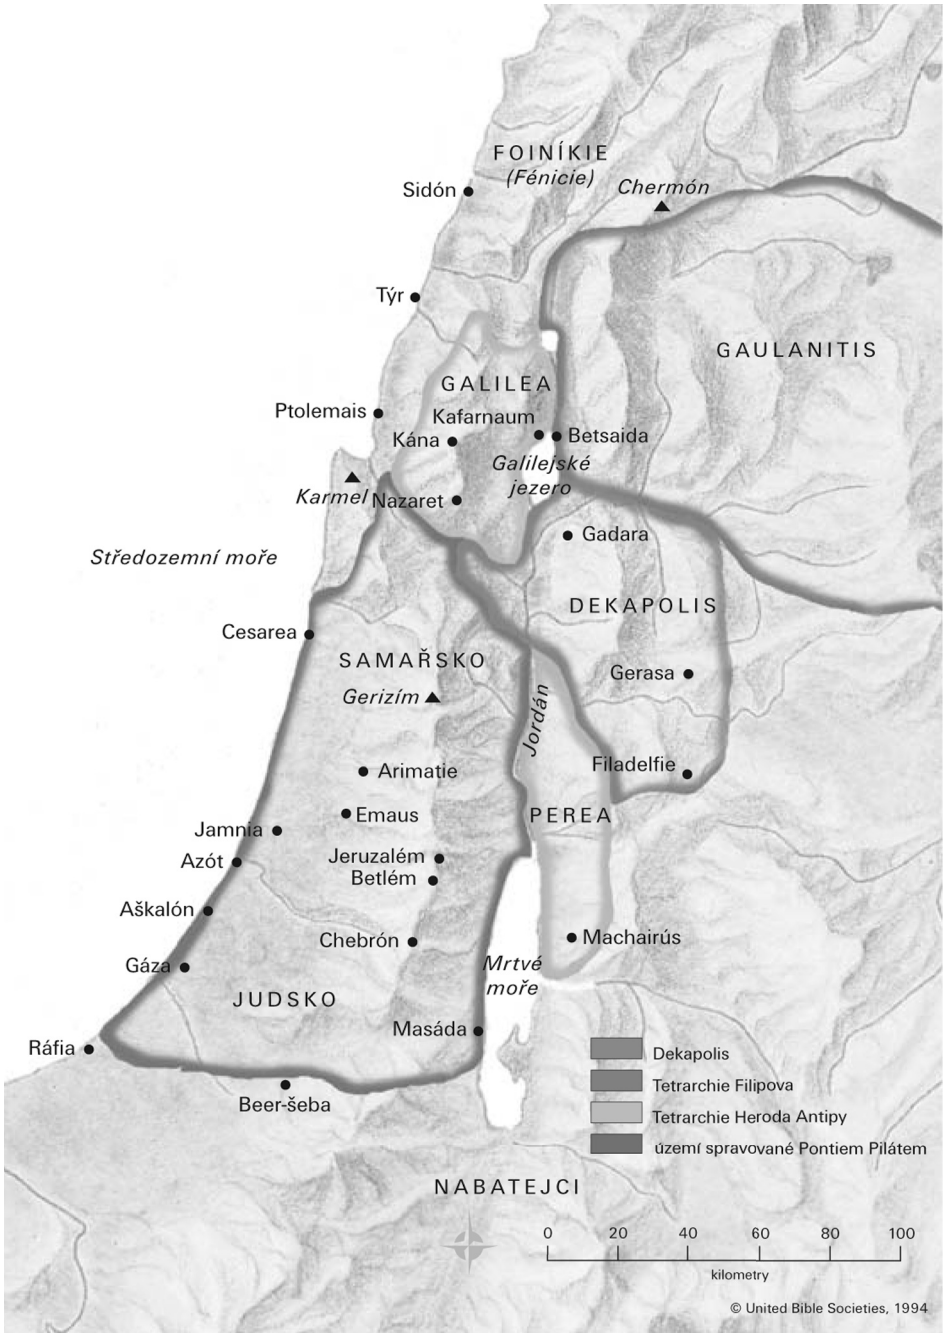 FOINÍKIE
(Fénicie)
Chermón
Sidón
Týr
GAULANITIS
GALILEA
Ptolemais
Kafarnaum
Kána
Betsaida
Galilejské
jezero
Karmel
Nazaret
Gadara
Středozemní moře
DEKAPOLIS
Cesarea
SAMAŘSKO
Gerasa
Gerizím
Jordán
Filadelfie
Arimatie
Emaus
PEREA
Jamnia
Jeruzalém
Azót
Betlém
Aškalón
Chebrón
Machairús
Gáza
Mrtvé
moře
JUDSKO
Masáda
Ráfia
Dekapolis
Tetrarchie Filipova
Beer-šeba
Tetrarchie Heroda Antipy
území spravované Pontiem Pilátem
NABATEJCI
0 20 40 60 80 100
kilometry
© United Bible Societies, 1994